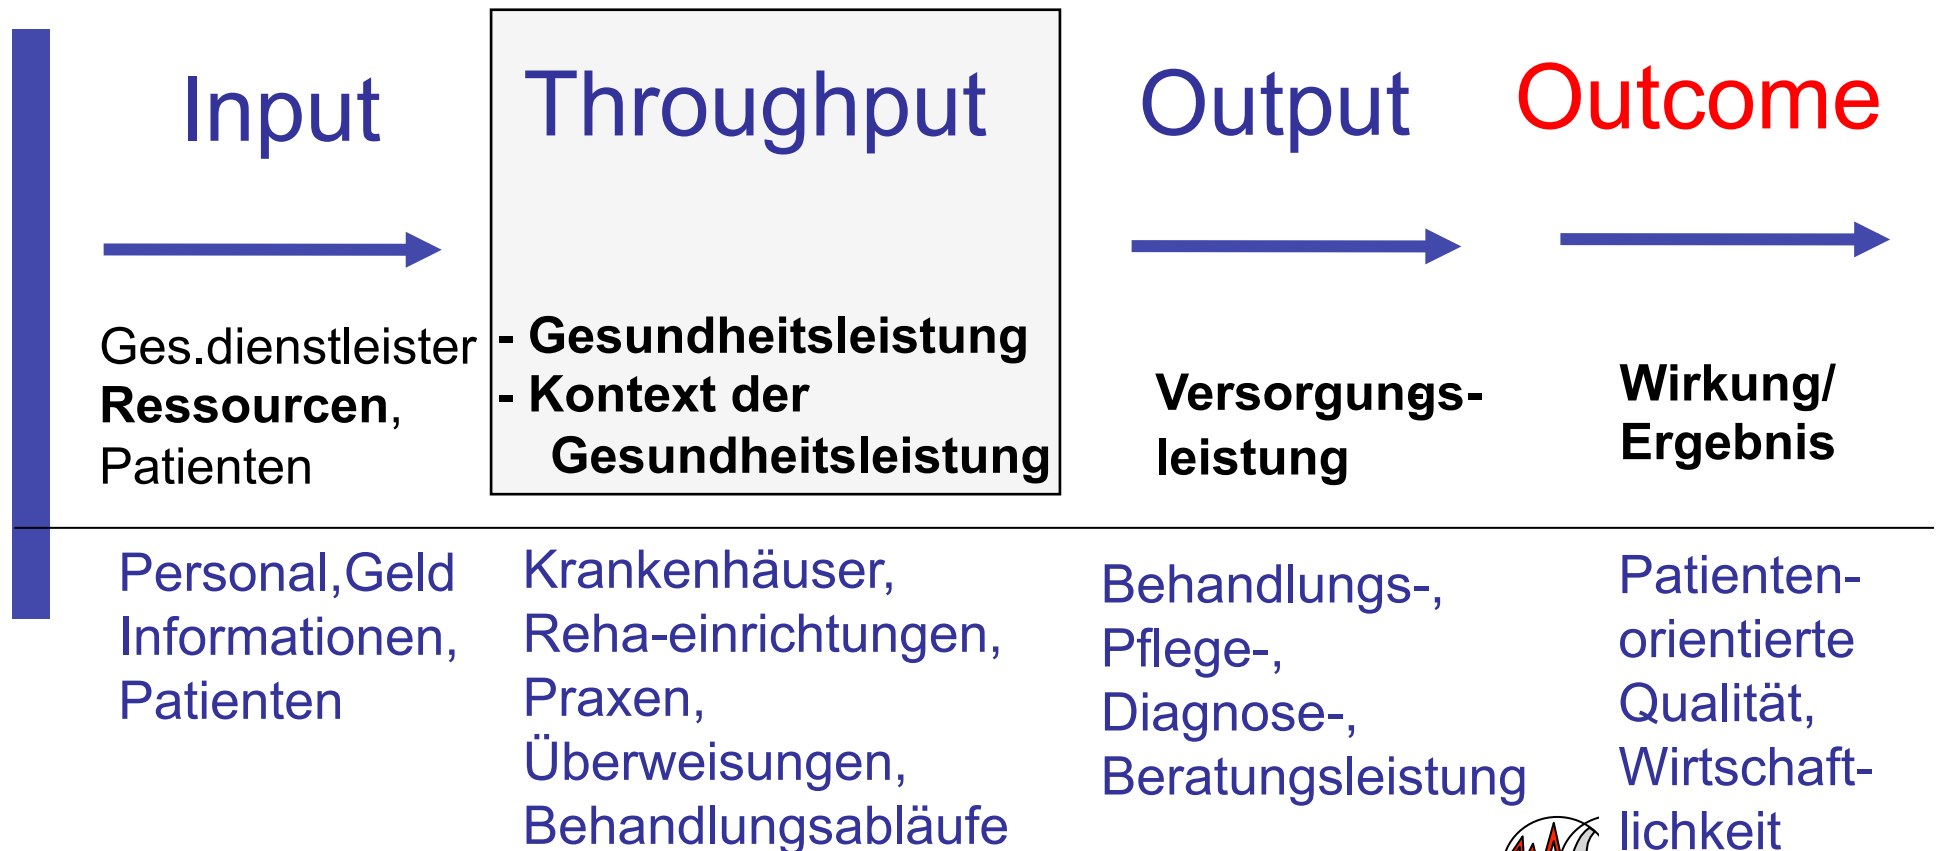 Input
Throughput
Output
Outcome
Ges.dienstleister
Ressourcen,
Patienten
- Gesundheitsleistung
- Kontext der
Gesundheitsleistung
Versorgungs-
leistung
Wirkung/
Ergebnis
Personal,Geld
Informationen,
Patienten
Krankenhäuser,
Reha-einrichtungen,
Praxen,
Überweisungen,
Behandlungsabläufe
Behandlungs-,
Pflege-,
Diagnose-,
Beratungsleistung
Patienten-
orientierte
Qualität,
Wirtschaft-
lichkeit